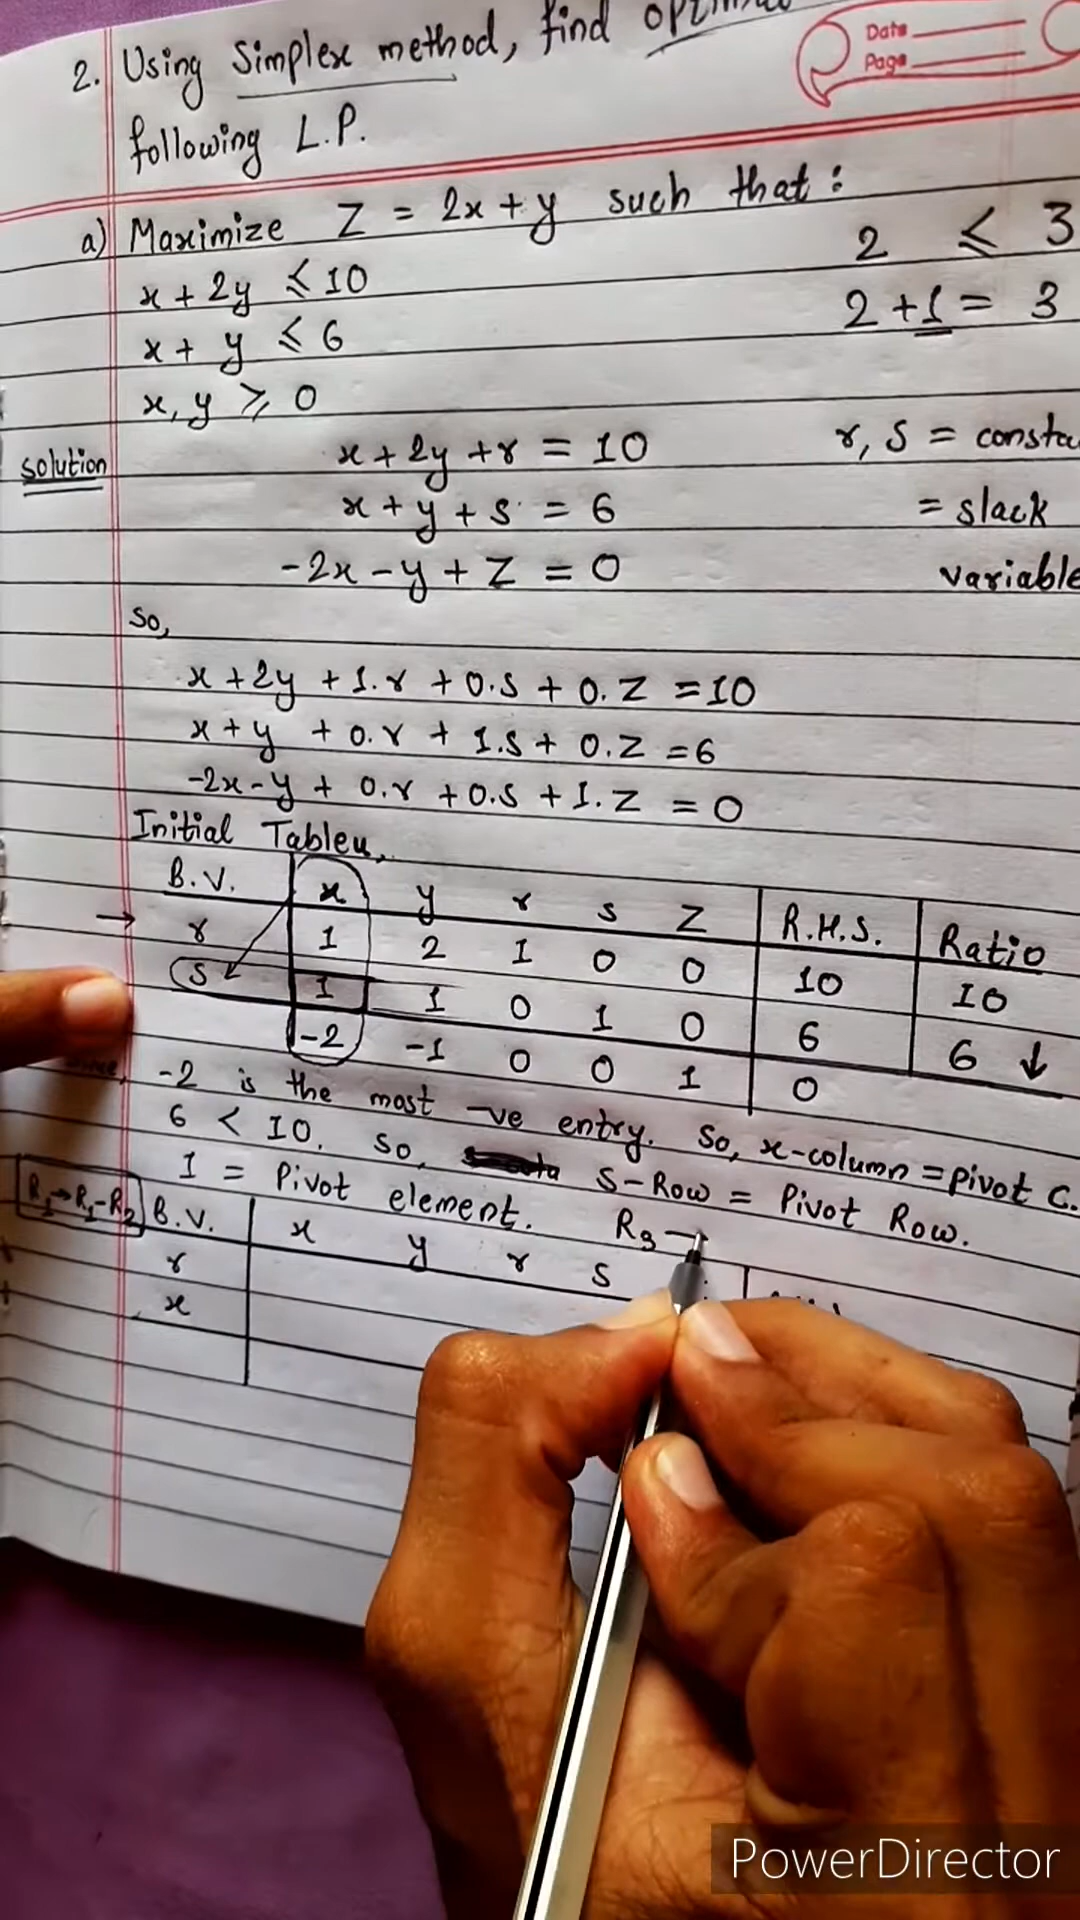 2. Using Simplex method, find
following L.P.
Date
Page
a) Maximize Z = 2x + y such that :
x + 2y ≤ 10
x + y ≤ 6
x, y ≥ 0
2 ≤ 3
2 + 1 = 3
solution
x + 2y + r = 10
x + y + s = 6
-2x - y + Z = 0
r, s =
= slack
variable
So,
x + 2y + 1.r + 0.s + 0.Z = 10
x + y + 0.r + 1.s + 0.Z = 6
-2x - y + 0.r + 0.s + 1.Z = 0
Initial Tableu,
B.V. x y r s Z R.H.S. Ratio
→ r 1 2 1 0 0 10 10
s 1 1 0 1 0 6 6 ↓
-2 -1 0 0 1 0
-2 is the most -ve entry. So, x-column = pivot C.
6 < 10. So, S-Row = Pivot Row.
1 = Pivot element. R3 →
R1→R1-R2
B.V. x y r s
r
x
PowerDirector